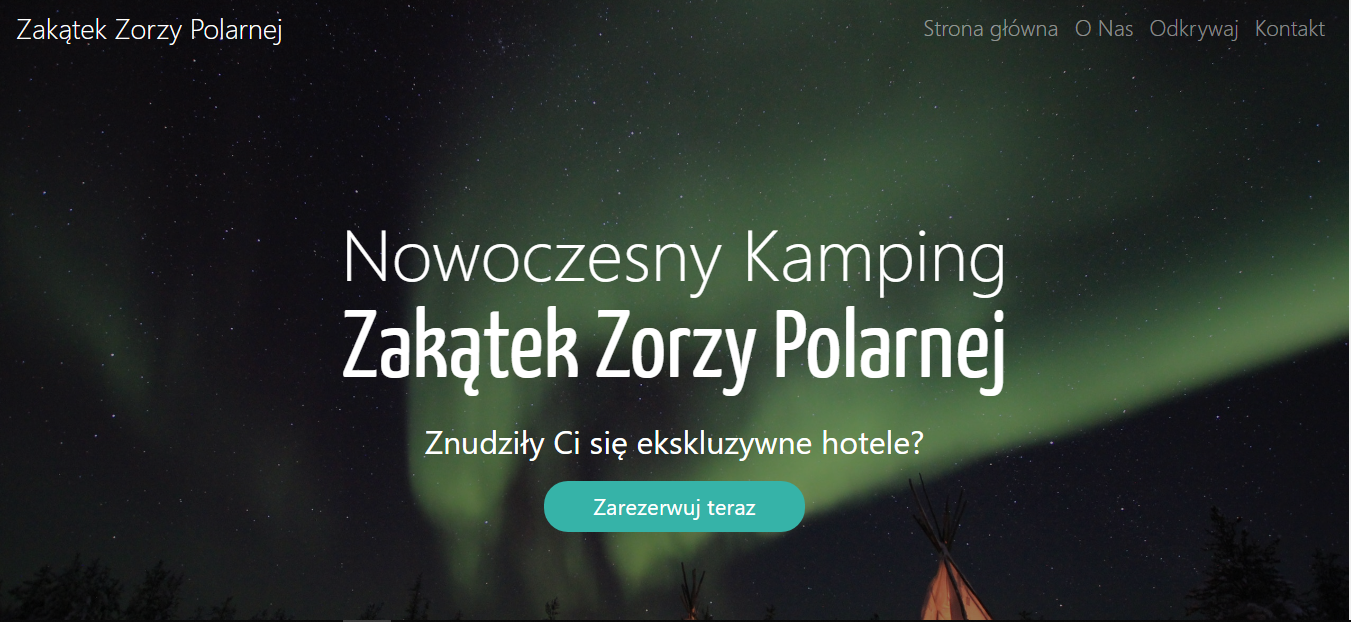 Zakątek Zorzy Polarnej
Strona główna O Nas Odkrywaj Kontakt
Nowoczesny Kamping
Zakątek Zorzy Polarnej
Znudziły Ci się ekskluzywne hotele?
Zarezerwuj teraz